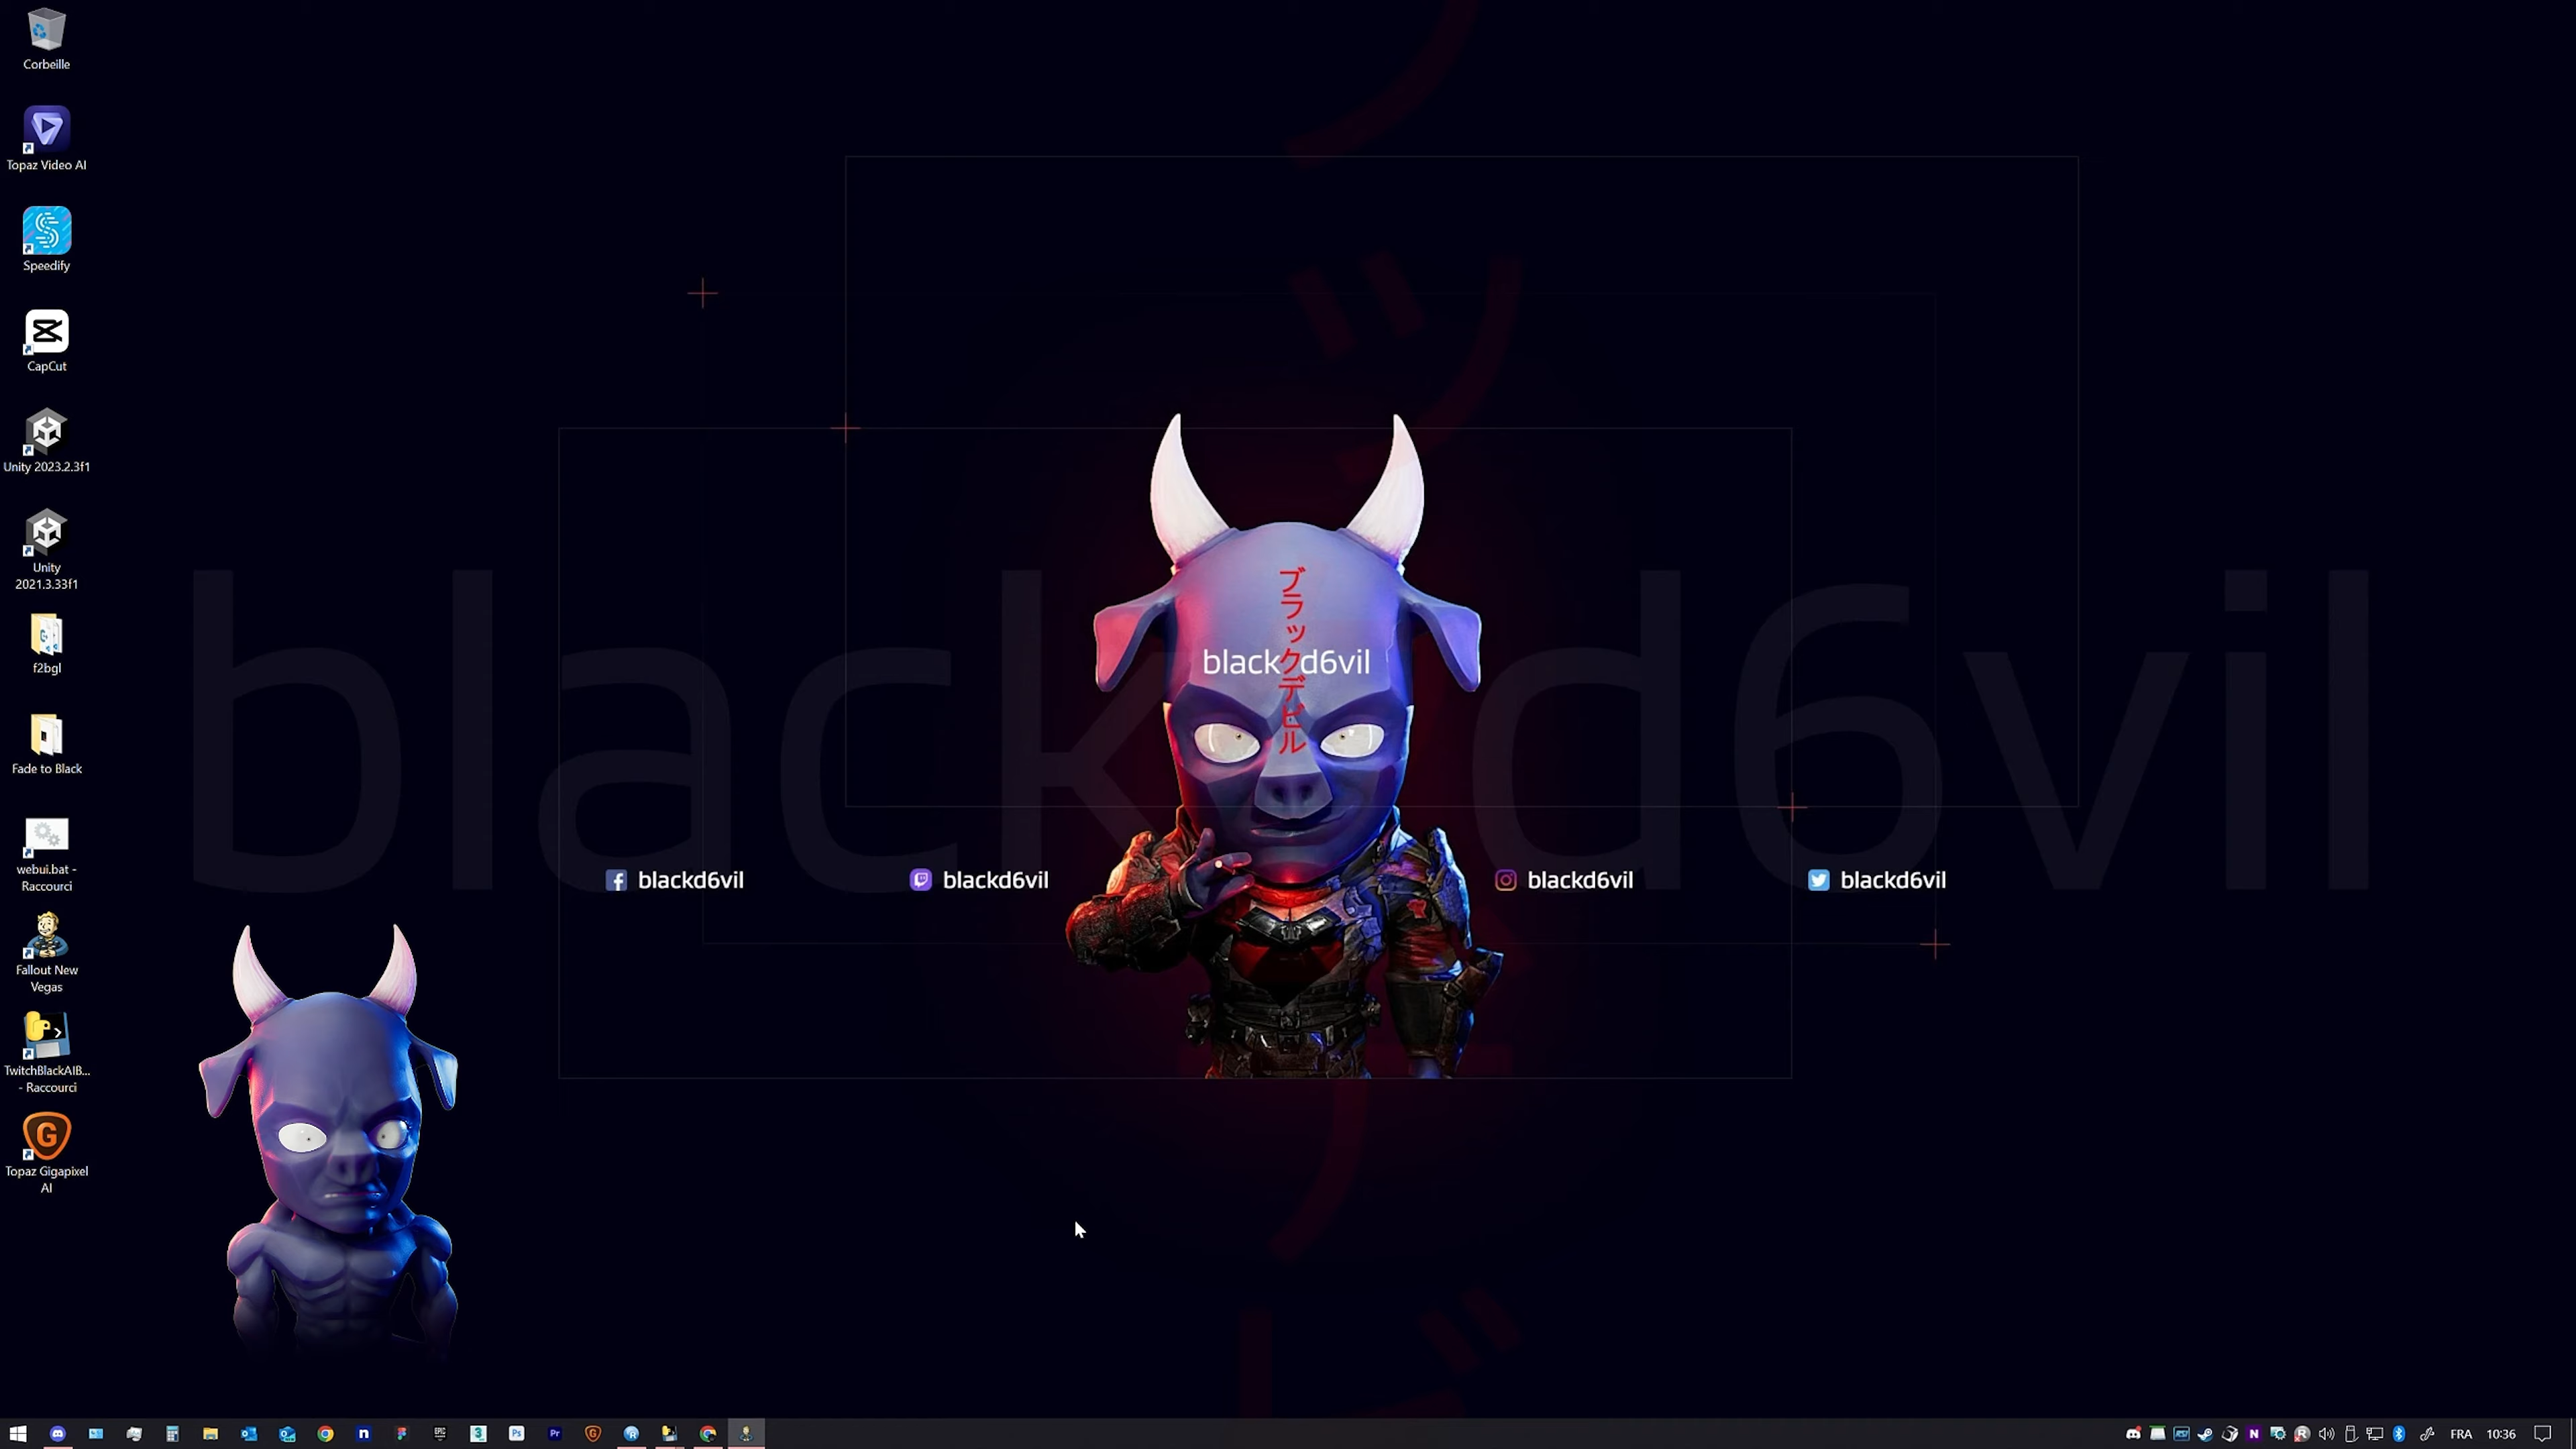 Corbeille
Topaz Video AI
Speedify
CapCut
Unity 2023.2.3f1
Unity
2021.3.33f1
f2bgl
Fade to Black
webui.bat -
Raccourci
Fallout New
Vegas
TwitchBlackAIB...
- Raccourci
Topaz Gigapixel
AI
blackd6vil
ブラックデビル
blackd6vil
blackd6vil
blackd6vil
blackd6vil
blackd6vil
FRA
10:36